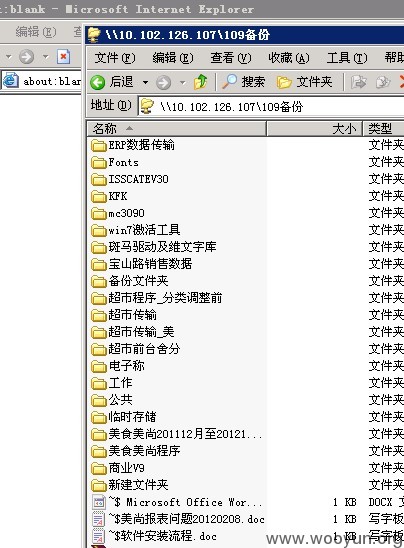 :blank - Microsoft Internet Explorer
编辑(E) 查
\\10.102.126.107\109备份
文件(F) 编辑(E) 查看(V) 收藏(A) 工具(T) 帮助
后退 搜索 文件夹
about:blan
地址(D) \\10.102.126.107\109备份
名称 大小 类型
ERP数据传输 文件夹
Fonts 文件夹
ISSCATEV30 文件夹
KFK 文件夹
mc3090 文件夹
win7激活工具 文件夹
斑马驱动及维文字库 文件夹
宝山路销售数据 文件夹
备份文件夹 文件夹
超市程序_分类调整前 文件夹
超市传输 文件夹
超市传输_美 文件夹
超市前台舍分 文件夹
电子称 文件夹
工作 文件夹
公共 文件夹
临时存储 文件夹
美食美尚201112月至20121... 文件夹
美食美尚程序 文件夹
商业V9 文件夹
新建文件夹 文件夹
~$ Microsoft Office Wor... 1 KB DOCX
~$美尚报表问题20120208.doc 1 KB 写字板
~$软件安装流程.doc 1 KB 写字板
www.wooyun.org